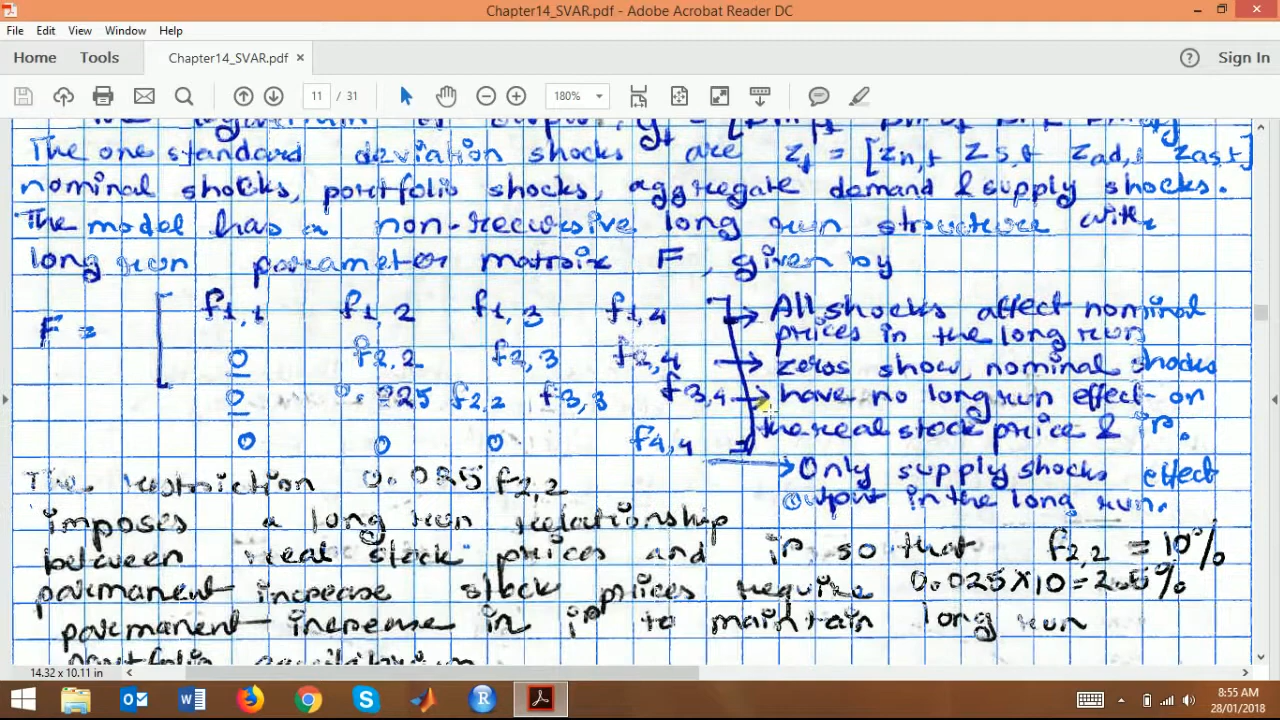 Chapter14_SVAR.pdf - Adobe Acrobat Reader DC
File Edit View Window Help
Home Tools Chapter14_SVAR.pdf × Sign In
11 / 31 180%
The one standard deviation shocks are z_t = [z_n,t z_s,t z_ad,t z_as,t]
nominal shocks, portfolio shocks, aggregate demand & supply shocks.
The model has a non-recursive long run structure with
long run parameter matrix F, given by
F = [ f1,1 f1,2 f1,3 f1,4 ] → All shocks affect nominal
prices in the long run
0 f2,2 f2,3 f2,4 → zeros show nominal shocks
0 0.025 f2,2 f3,3 f3,4 → have no long run effect on
the real stock price &
0 0 0 f4,4
→ Only supply shocks effect
output in the long run.
The restriction 0.025 f2,2
imposes a long run relationship
between real stock prices and so that f2,2 = 10%
permanent increase stock prices require 0.025 × 10 = 2.5%
permanent increase in to maintain long run
14.32 x 10.11 in
8:55 AM
28/01/2018